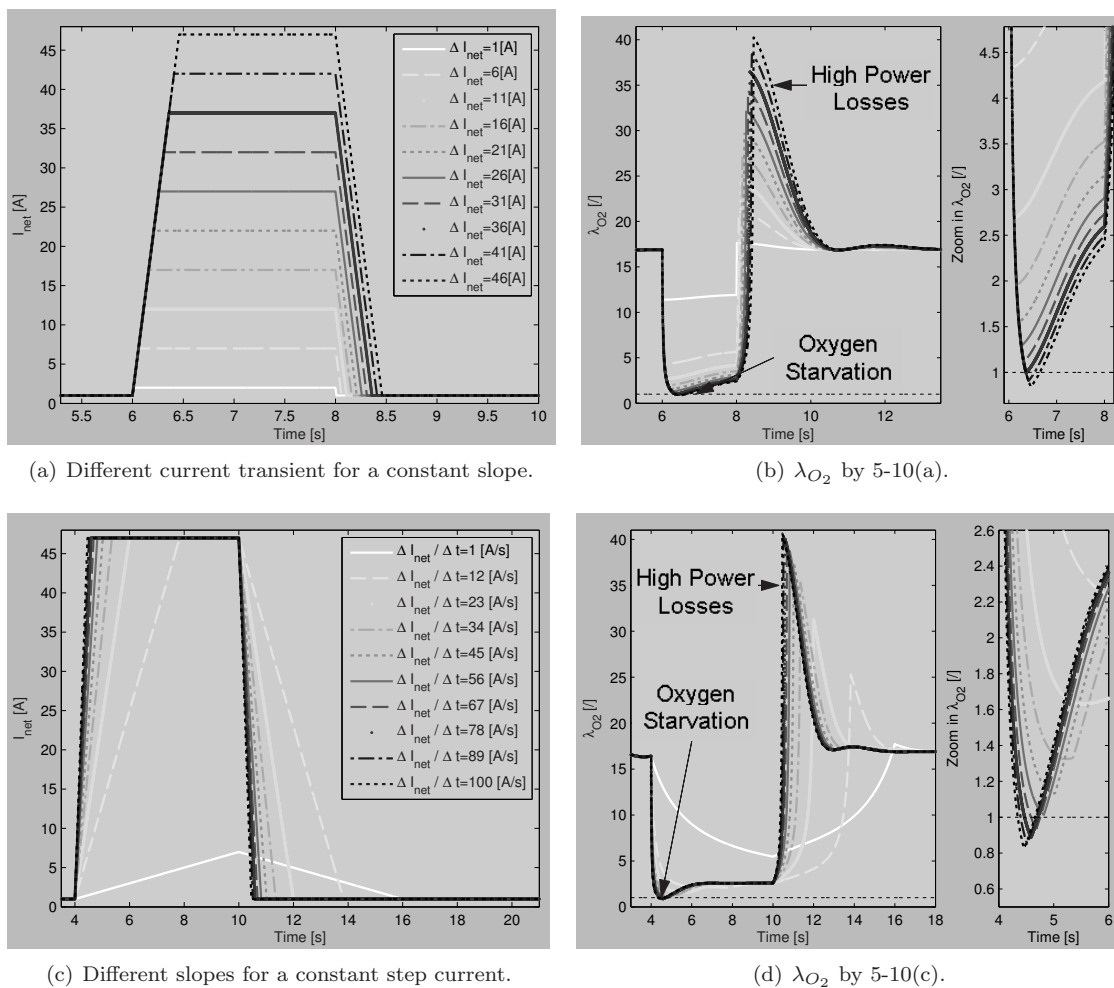 I_net [A]
45
40
35
30
25
20
15
10
5
0
5.5 6 6.5 7 7.5 8 8.5 9 9.5 10
Time [s]
Δ I_net=1[A]
Δ I_net=6[A]
Δ I_net=11[A]
Δ I_net=16[A]
Δ I_net=21[A]
Δ I_net=26[A]
Δ I_net=31[A]
Δ I_net=36[A]
Δ I_net=41[A]
Δ I_net=46[A]
(a) Different current transient for a constant slope.
λ_O2 [/]
40
35
30
25
20
15
10
5
0
6 8 10 12
Time [s]
High Power
Losses
Oxygen
Starvation
Zoom in λ_O2 [/]
4.5
4
3.5
3
2.5
2
1.5
1
6 7 8
Time [s]
(b) λ_O2 by 5-10(a).
I_net [A]
45
40
35
30
25
20
15
10
5
0
4 6 8 10 12 14 16 18 20
Time [s]
Δ I_net / Δ t=1 [A/s]
Δ I_net / Δ t=12 [A/s]
Δ I_net / Δ t=23 [A/s]
Δ I_net / Δ t=34 [A/s]
Δ I_net / Δ t=45 [A/s]
Δ I_net / Δ t=56 [A/s]
Δ I_net / Δ t=67 [A/s]
Δ I_net / Δ t=78 [A/s]
Δ I_net / Δ t=89 [A/s]
Δ I_net / Δ t=100 [A/s]
(c) Different slopes for a constant step current.
λ_O2 [/]
40
35
30
25
20
15
10
5
0
4 6 8 10 12 14 16 18
Time [s]
High Power
Losses
Oxygen
Starvation
Zoom in λ_O2 [/]
2.6
2.4
2.2
2
1.8
1.6
1.4
1.2
1
0.8
0.6
4 5 6
Time [s]
(d) λ_O2 by 5-10(c).